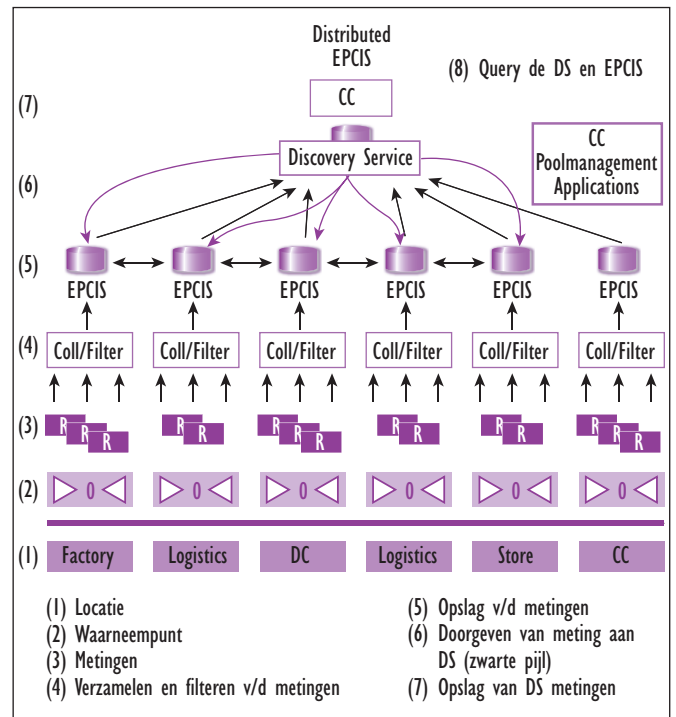 Distributed
EPCIS
(8) Query de DS en EPCIS
(7)
CC
Discovery Service
CC
Poolmanagement
Applications
(6)
(5)
EPCIS EPCIS EPCIS EPCIS EPCIS EPCIS
(4) Coll/Filter Coll/Filter Coll/Filter Coll/Filter Coll/Filter Coll/Filter
(3) R R R R R R R R R R R R R R R
(2) 0 0 0 0 0 0
(1) Factory Logistics DC Logistics Store CC
(1) Locatie
(2) Waarneempunt
(3) Metingen
(4) Verzamelen en filteren v/d metingen
(5) Opslag v/d metingen
(6) Doorgeven van meting aan
DS (zwarte pijl)
(7) Opslag van DS metingen